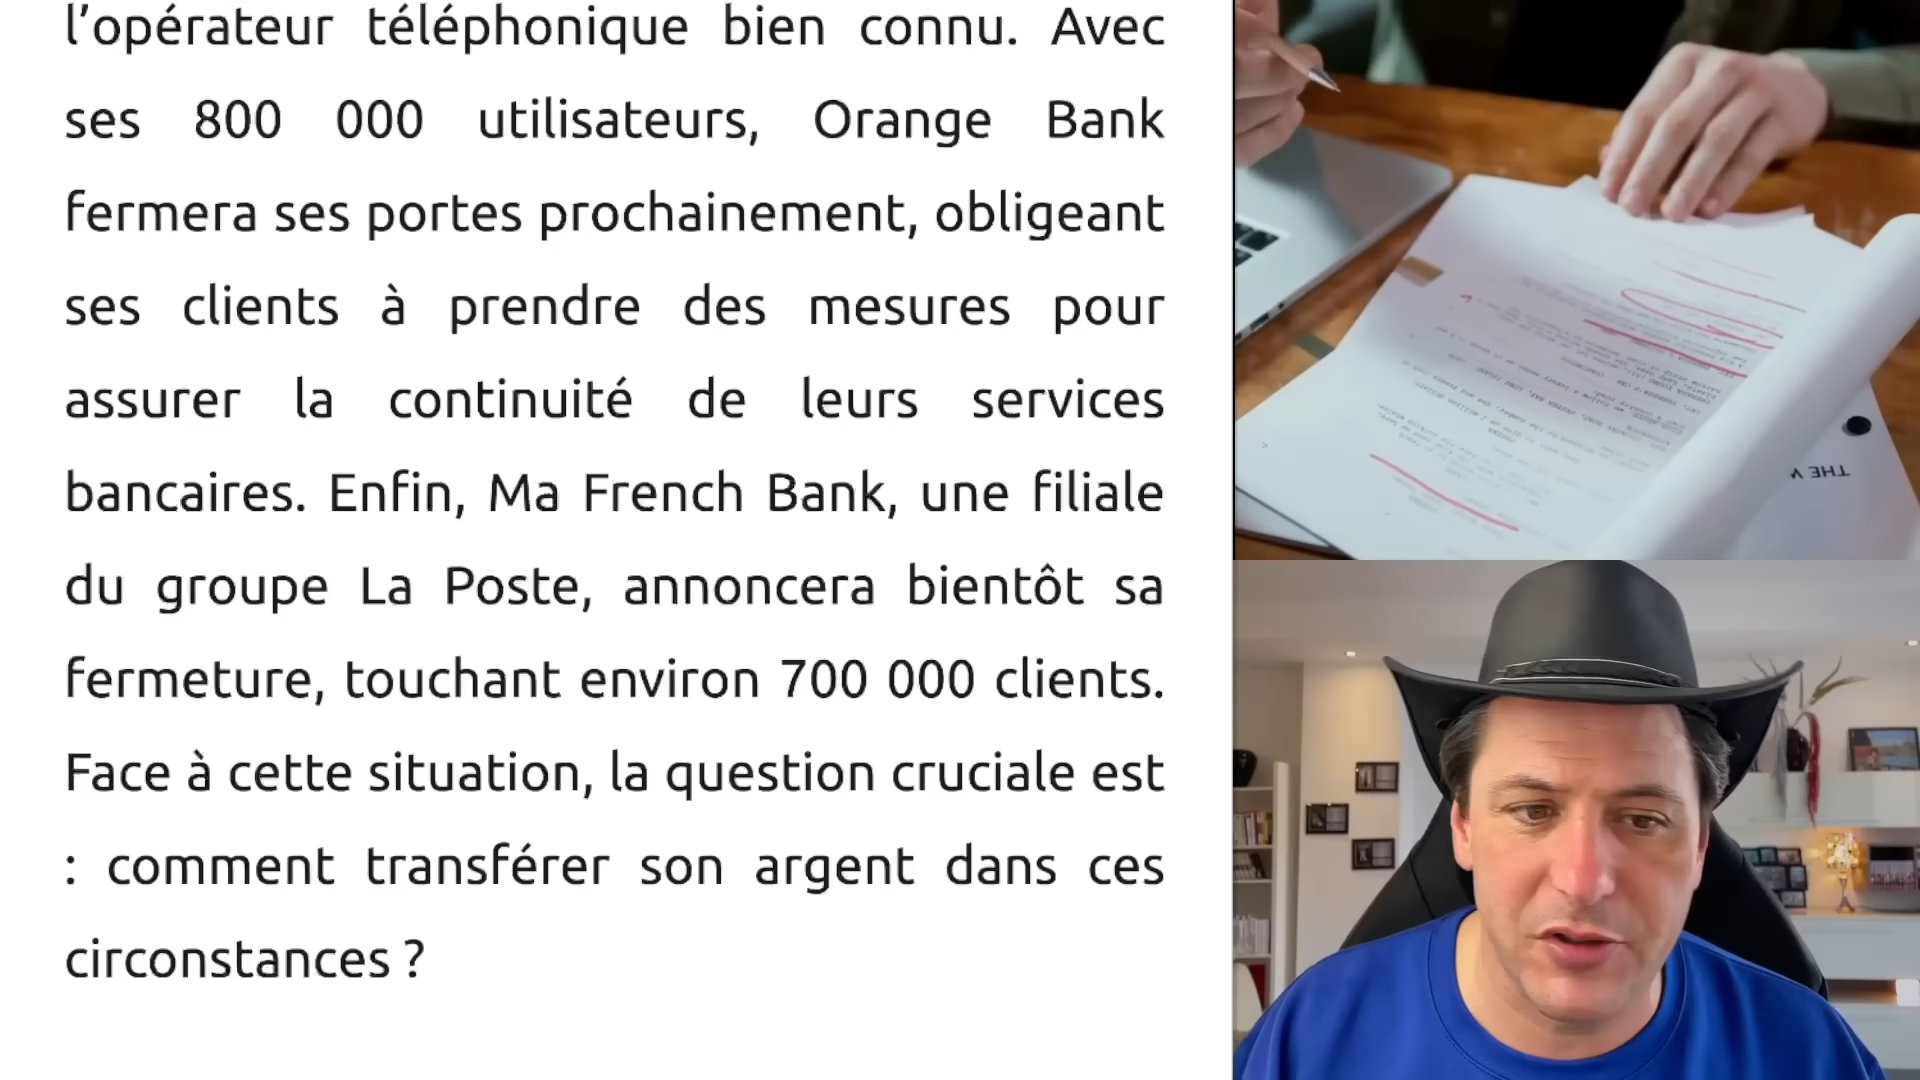 l’opérateur téléphonique bien connu. Avec
ses 800 000 utilisateurs, Orange Bank
fermera ses portes prochainement, obligeant
ses clients à prendre des mesures pour
assurer la continuité de leurs services
bancaires. Enfin, Ma French Bank, une filiale
du groupe La Poste, annoncera bientôt sa
fermeture, touchant environ 700 000 clients.
Face à cette situation, la question cruciale est
: comment transférer son argent dans ces
circonstances ?
THE